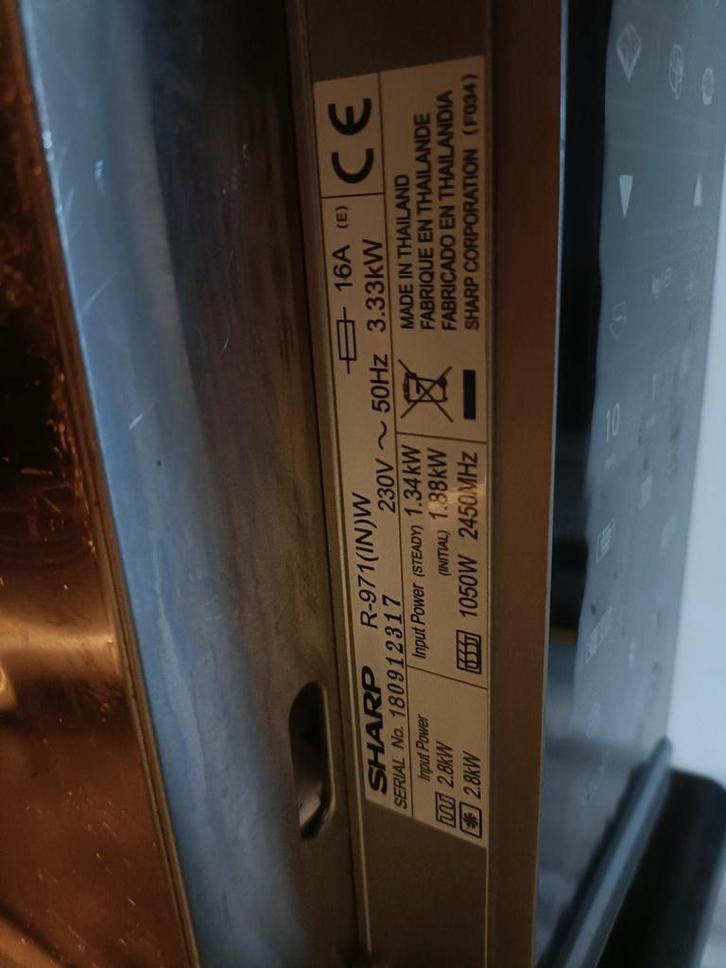 SHARP R-971(IN)W 16A (E)
SERIAL No. 180912317 230V ~ 50Hz 3.33kW
CE
Input Power
2.8kW
2.8kW
Input Power (STEADY) 1.34kW
(INITIAL) 1.88kW
1050W 2450MHz
MADE IN THAILAND
FABRIQUE EN THAILANDE
FABRICADO EN THAILANDIA
SHARP CORPORATION (F034)
10